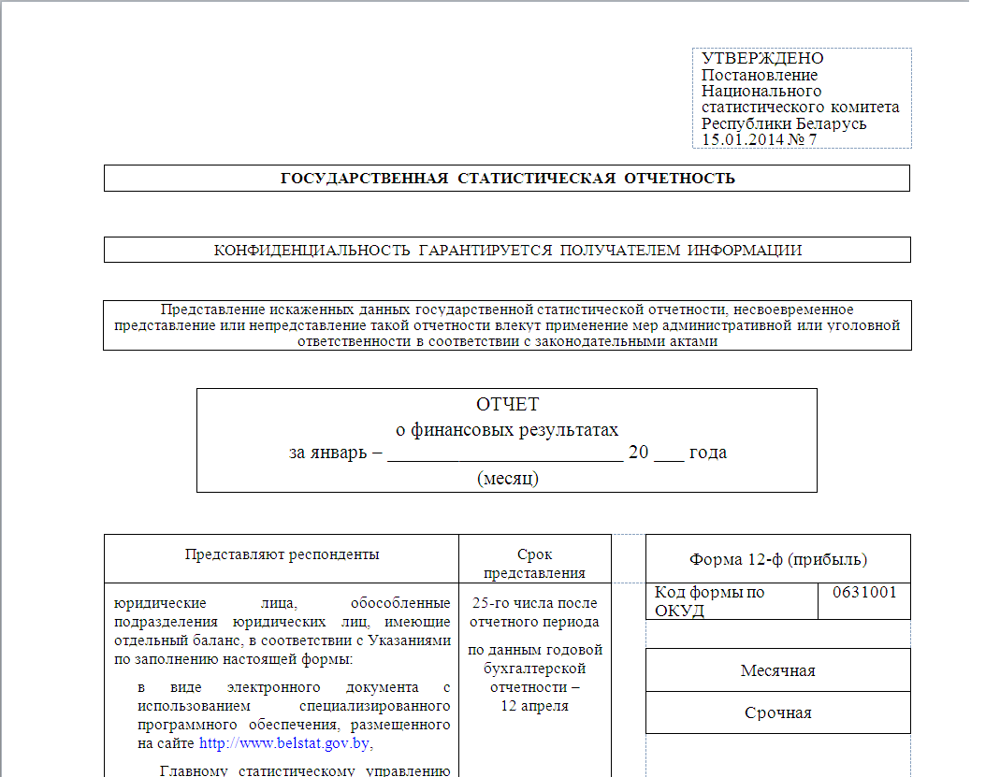 УТВЕРЖДЕНО
Постановление
Национального
статистического комитета
Республики Беларусь
15.01.2014 № 7
ГОСУДАРСТВЕННАЯ СТАТИСТИЧЕСКАЯ ОТЧЕТНОСТЬ
КОНФИДЕНЦИАЛЬНОСТЬ ГАРАНТИРУЕТСЯ ПОЛУЧАТЕЛЕМ ИНФОРМАЦИИ
Представление искаженных данных государственной статистической отчетности, несвоевременное
представление или непредставление такой отчетности влекут применение мер административной или уголовной
ответственности в соответствии с законодательными актами
ОТЧЕТ
о финансовых результатах
за январь – _______________________ 20 ___ года
(месяц)
Представляют респонденты
Срок
представления
юридические лица, обособленные
подразделения юридических лиц, имеющие
отдельный баланс, в соответствии с Указаниями
по заполнению настоящей формы:
в виде электронного документа с
использованием специализированного
программного обеспечения, размещенного
на сайте http://www.belstat.gov.by,
Главному статистическому управлению
25-го числа после
отчетного периода
по данным годовой
бухгалтерской
отчетности –
12 апреля
Форма 12-ф (прибыль)
Код формы по
ОКУД
0631001
Месячная
Срочная